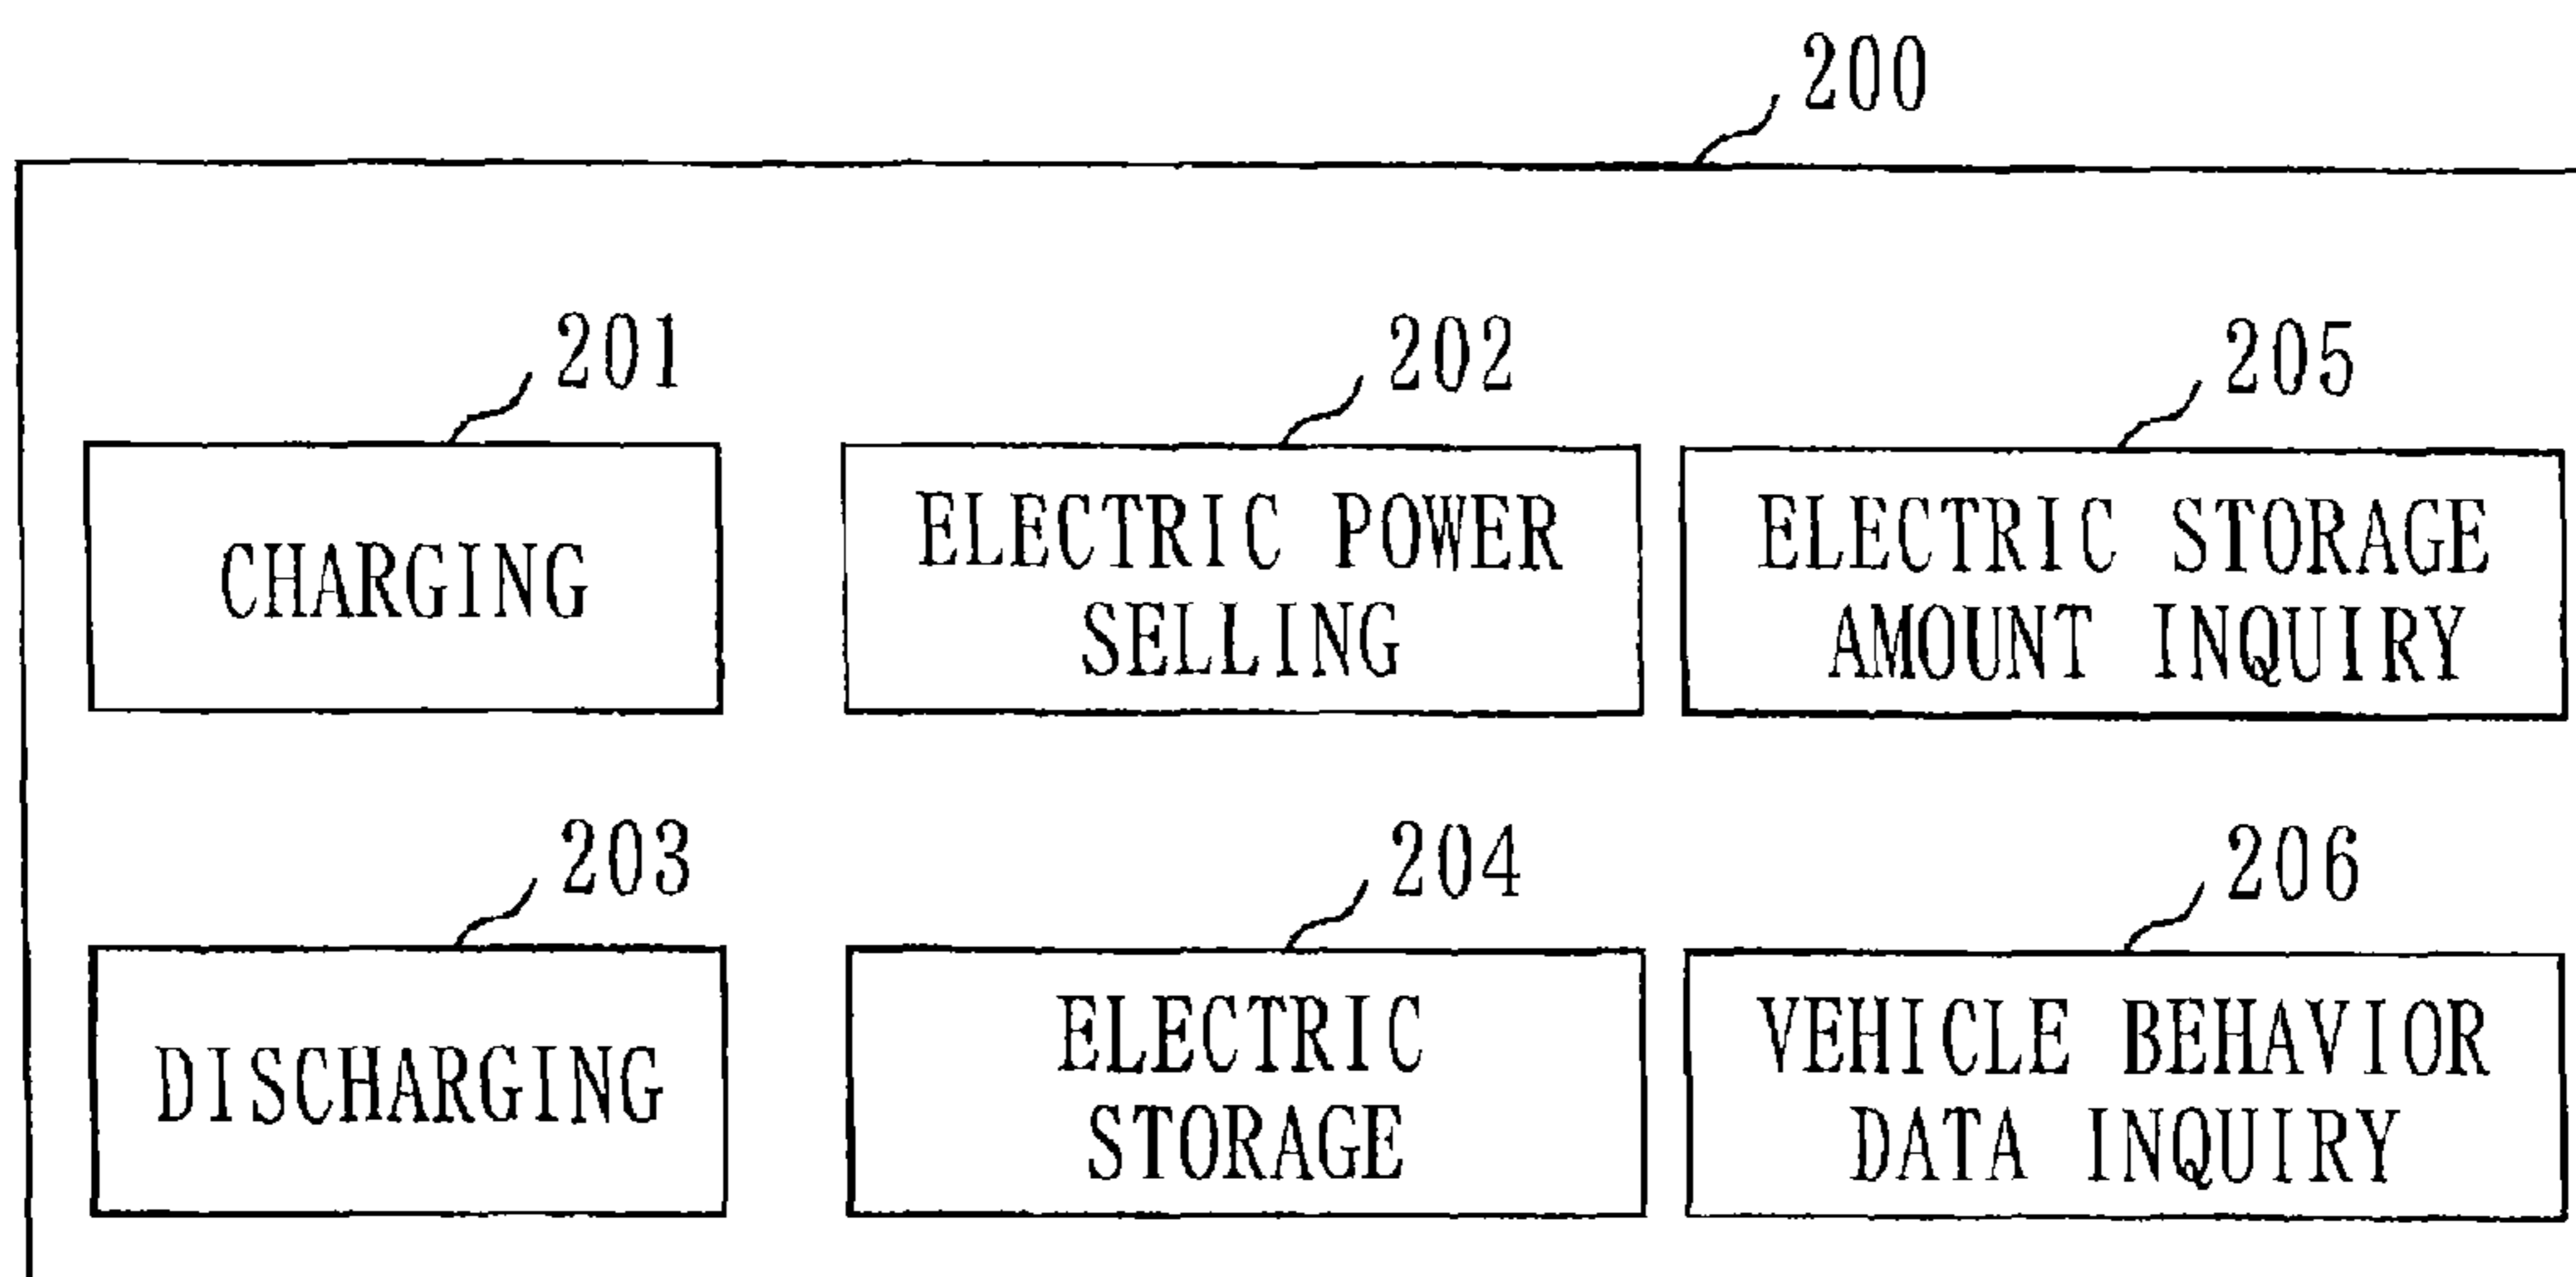 200
201
202
205
CHARGING
ELECTRIC POWER
SELLING
ELECTRIC STORAGE
AMOUNT INQUIRY
203
204
206
DISCHARGING
ELECTRIC
STORAGE
VEHICLE BEHAVIOR
DATA INQUIRY